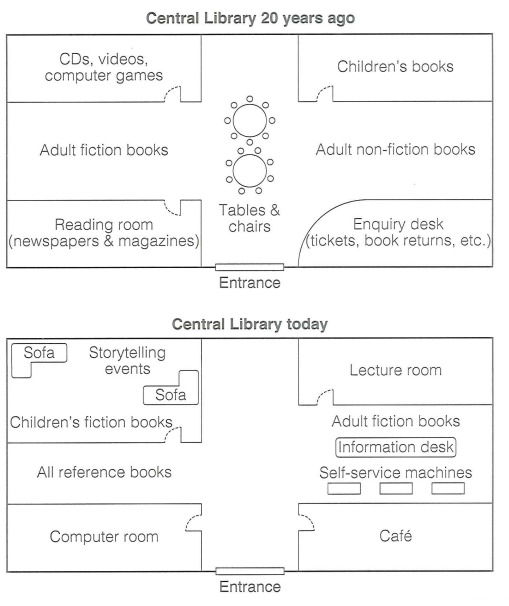 Central Library 20 years ago
CDs, videos,
computer games
Children's books
Adult fiction books
Adult non-fiction books
Tables &
chairs
Reading room
(newspapers & magazines)
Enquiry desk
(tickets, book returns, etc.)
Entrance
Central Library today
Sofa
Storytelling
events
Sofa
Children's fiction books
Lecture room
Adult fiction books
Information desk
Self-service machines
All reference books
Computer room
Café
Entrance